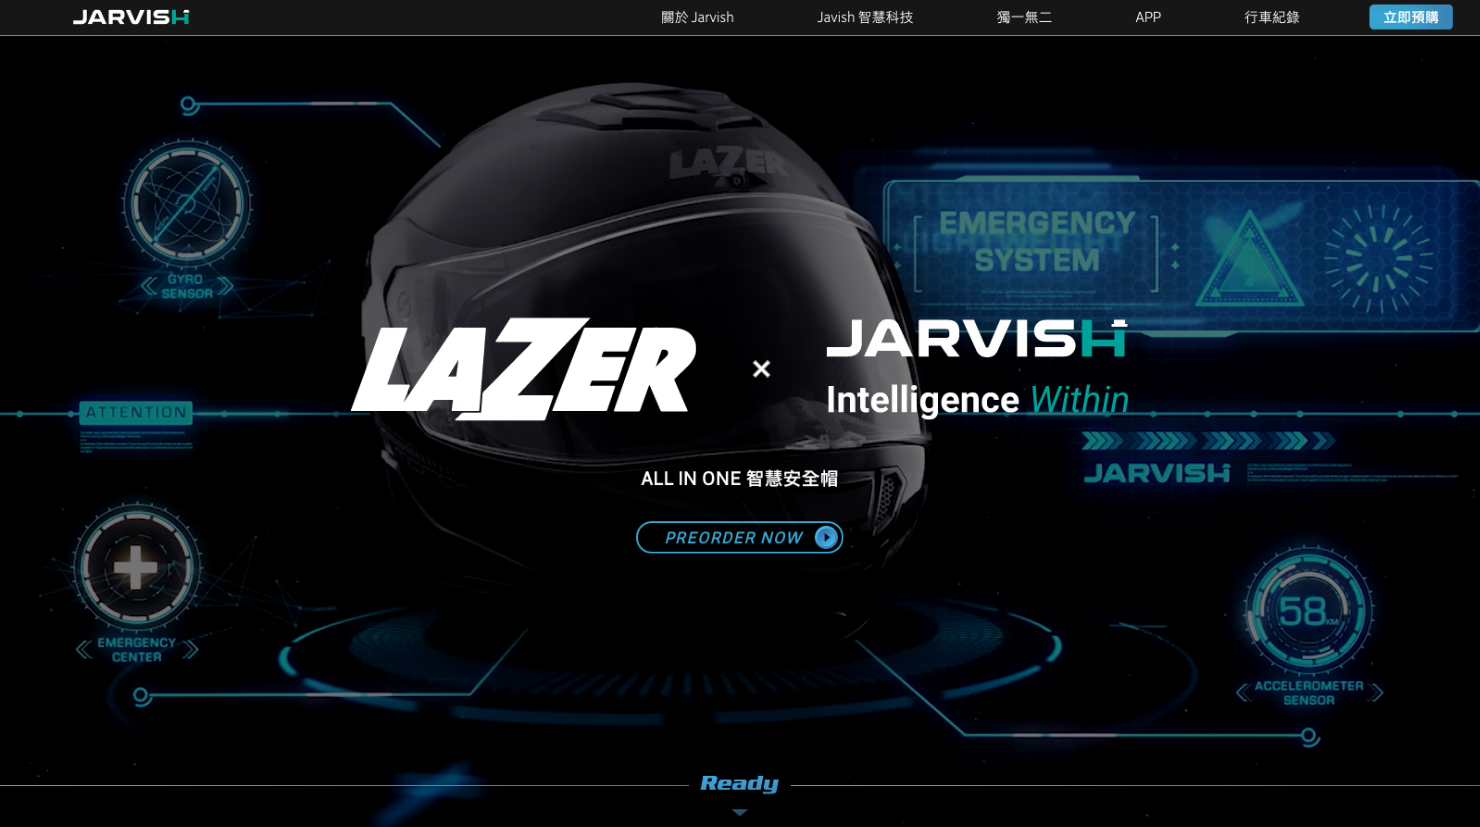 JARVISH
關於 Jarvish
Javish 智慧科技
獨一無二
APP
行車紀錄
立即預購
LAZER
EMERGENCY
SYSTEM
GYRO
SENSOR
LAZER
×
JARVISH
Intelligence Within
ATTENTION
JARVISH
ALL IN ONE 智慧安全帽
PREORDER NOW
58KM
EMERGENCY
CENTER
ACCELEROMETER
SENSOR
Ready